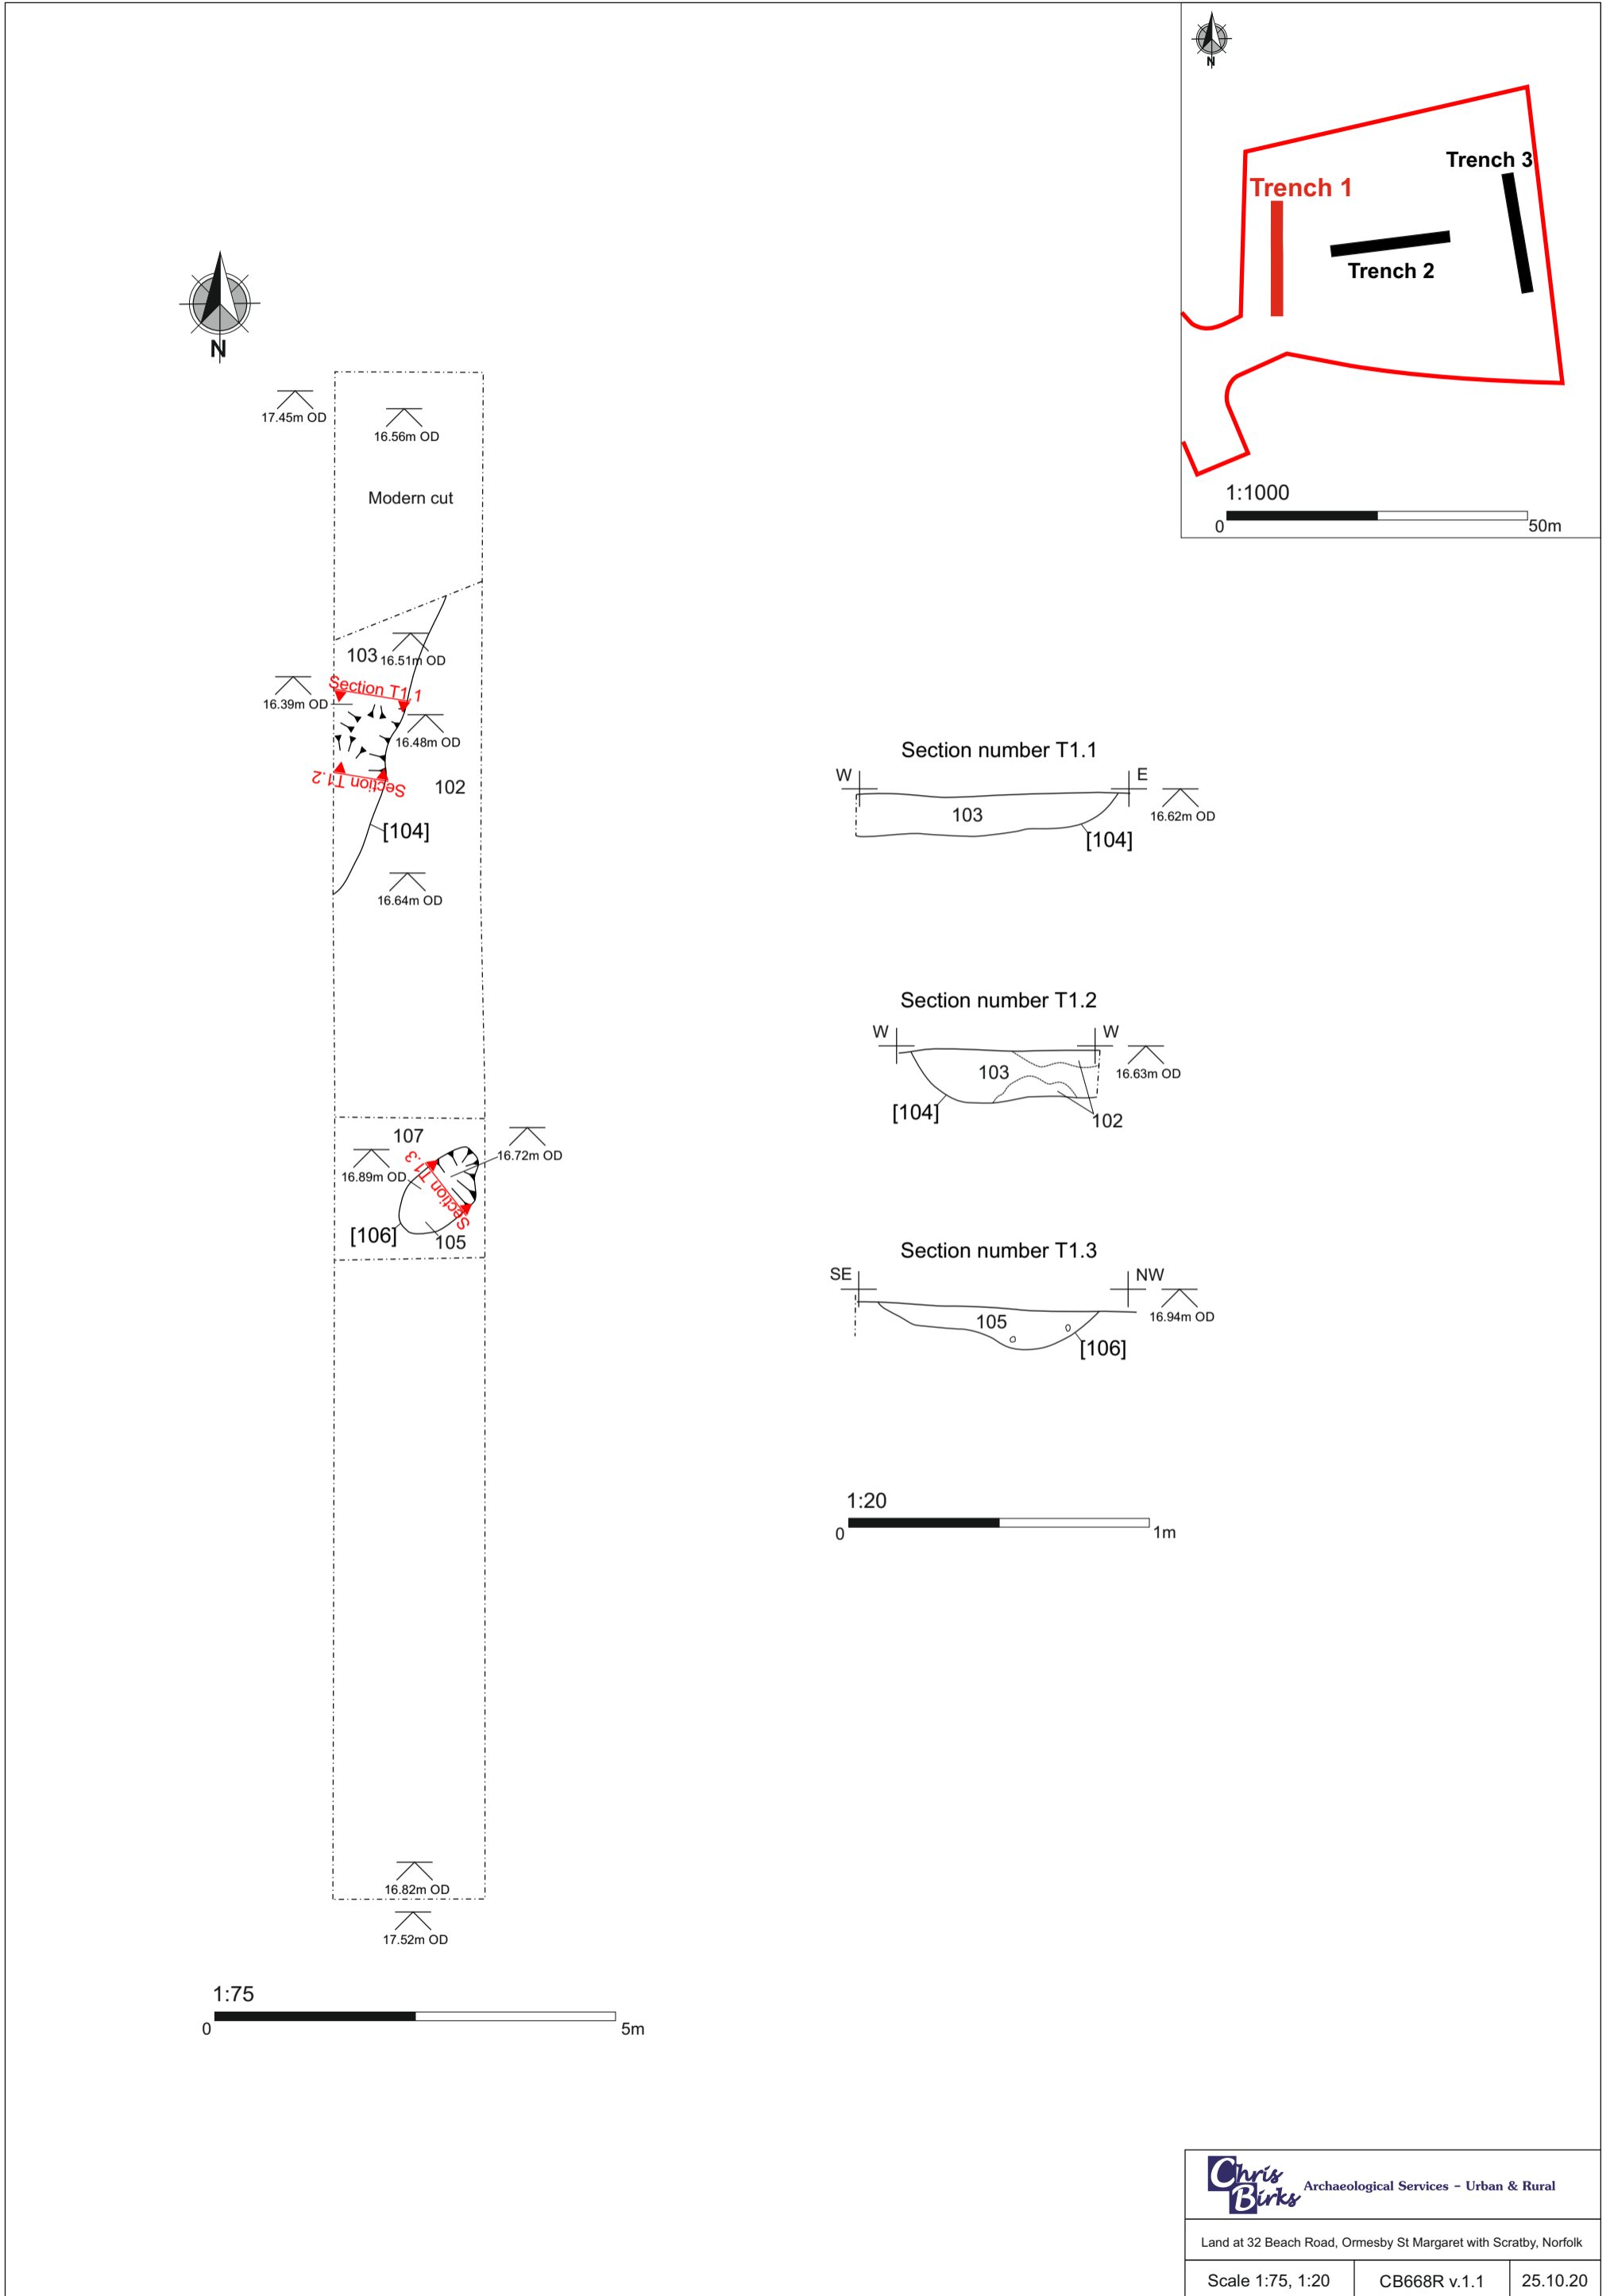 N
Trench 1
Trench 3
Trench 2
1:1000
0
50m
N
17.45m OD
16.56m OD
Modern cut
103
16.51m OD
Section T1.1
16.39m OD
16.48m OD
Section T1.2
102
[104]
16.64m OD
107
16.72m OD
16.89m OD
Section T1.3
[106]
105
16.82m OD
17.52m OD
1:75
0
5m
Section number T1.1
W
E
103
16.62m OD
[104]
Section number T1.2
W
W
103
16.63m OD
[104]
102
Section number T1.3
SE
NW
105
16.94m OD
[106]
1:20
0
1m
Chris
Birks
Archaeological Services - Urban & Rural
Land at 32 Beach Road, Ormesby St Margaret with Scratby, Norfolk
Scale 1:75, 1:20
CB668R v.1.1
25.10.20